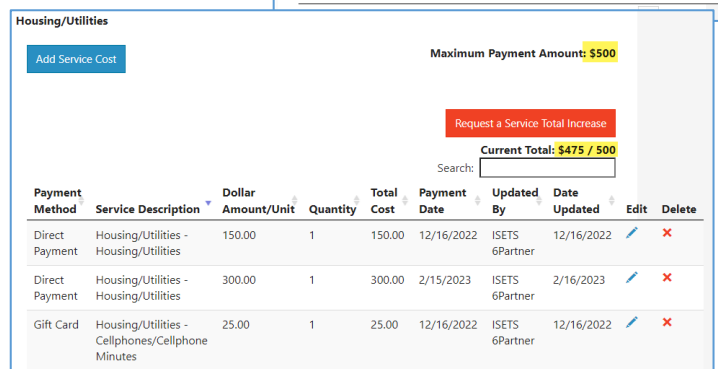 Housing/Utilities
Add Service Cost
Maximum Payment Amount: $500
Request a Service Total Increase
Current Total: $475 / 500
Search:
Payment Method Service Description Dollar Amount/Unit Quantity Total Cost Payment Date Updated By Date Updated Edit Delete
Direct Payment Housing/Utilities - Housing/Utilities 150.00 1 150.00 12/16/2022 ISETS 6Partner 12/16/2022
Direct Payment Housing/Utilities - Housing/Utilities 300.00 1 300.00 2/15/2023 ISETS 6Partner 2/16/2023
Gift Card Housing/Utilities - Cellphones/Cellphone Minutes 25.00 1 25.00 12/16/2022 ISETS 6Partner 12/16/2022